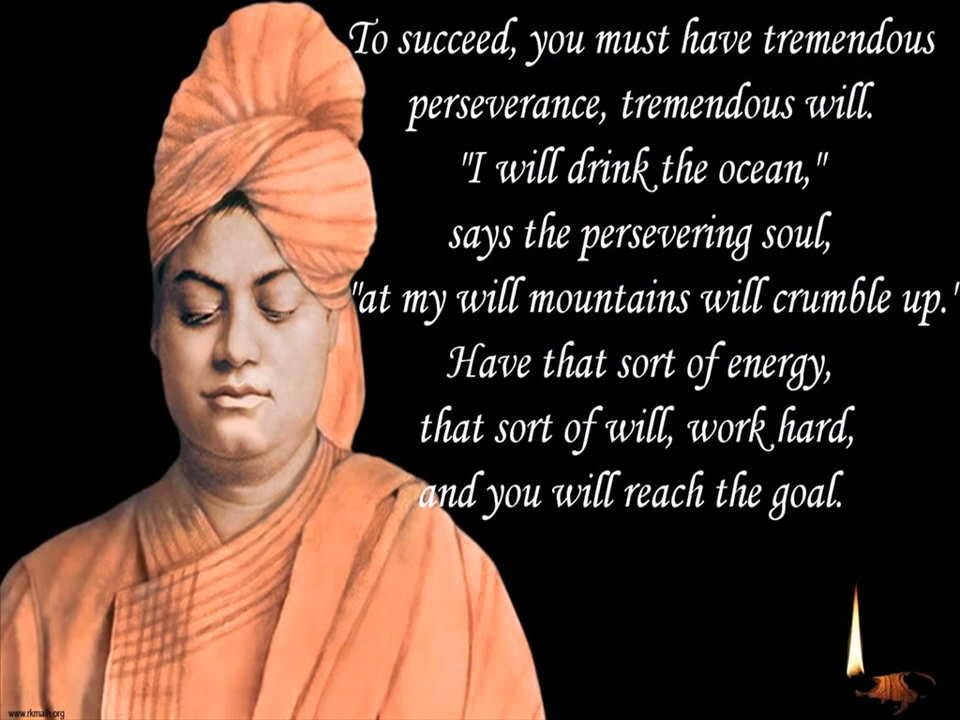 To succeed, you must have tremendous
perseverance, tremendous will.
"I will drink the ocean,"
says the persevering soul,
"at my will mountains will crumble up."
Have that sort of energy,
that sort of will, work hard,
and you will reach the goal.
www.rkmath.org